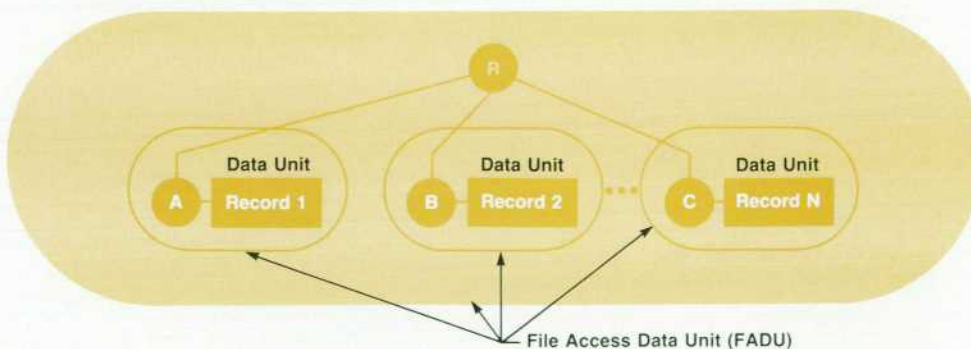 R
Data Unit Data Unit Data Unit
A Record 1 B Record 2 ••• C Record N
File Access Data Unit (FADU)